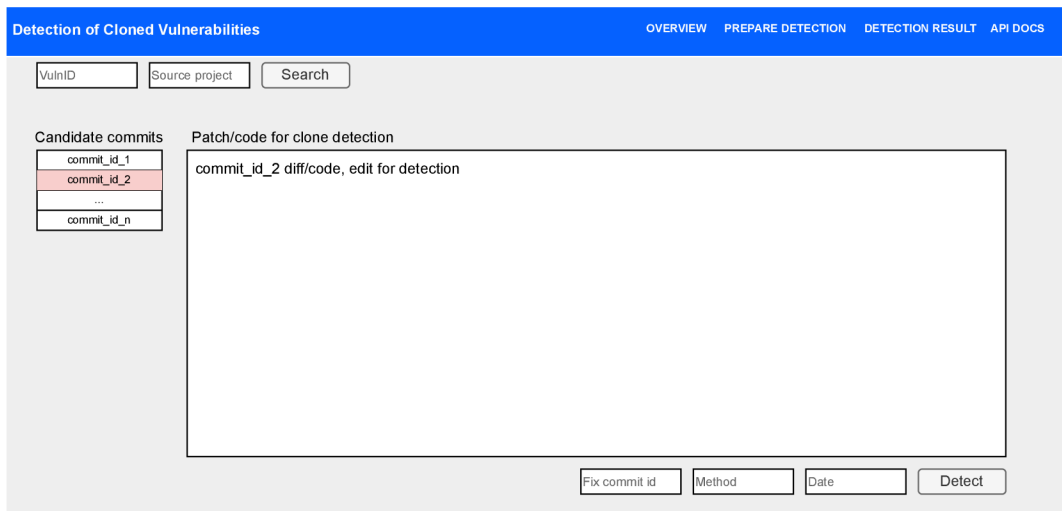 Detection of Cloned Vulnerabilities OVERVIEW PREPARE DETECTION DETECTION RESULT API DOCS
VulnID Source project Search
Candidate commits Patch/code for clone detection
commit_id_1
commit_id_2 diff/code, edit for detection
commit_id_2
...
commit_id_n
Fix commit id Method Date Detect